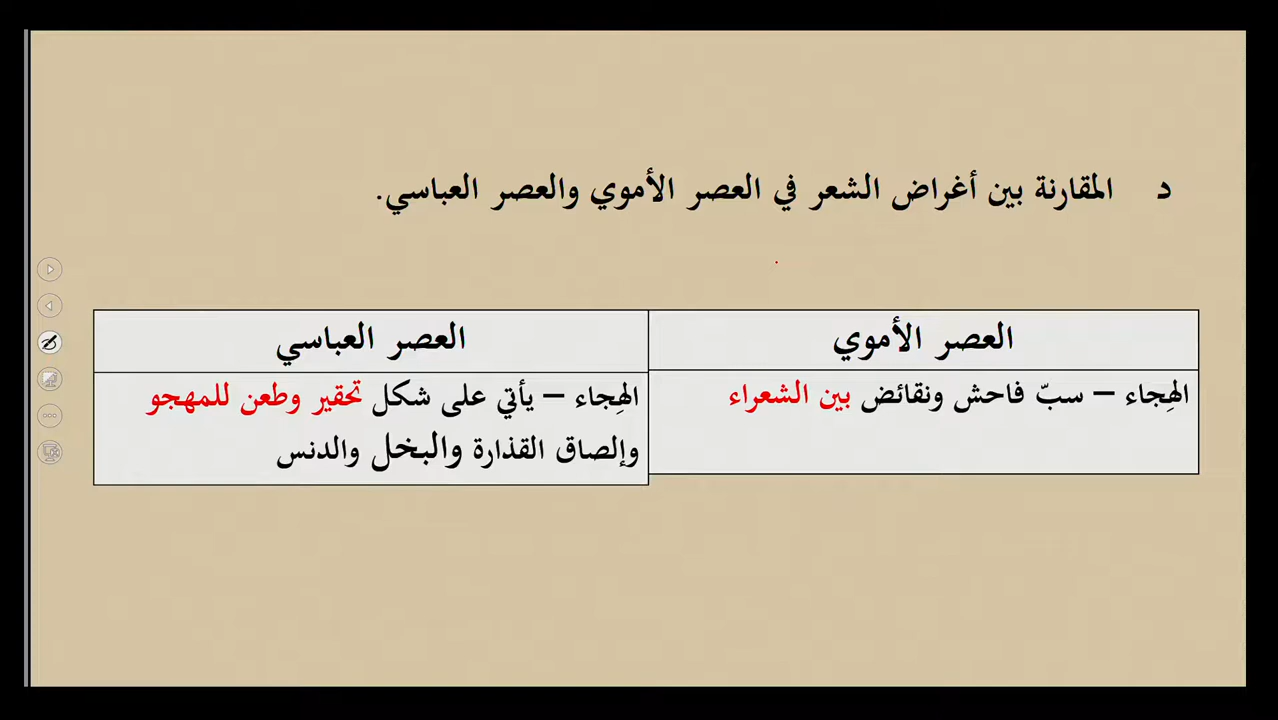 د المقارنة بين أغراض الشعر في العصر الأموي والعصر العباسي.
العصر الأموي
العصر العباسي
الهِجاء – سبّ فاحش ونقائض بين الشعراء
الهِجاء – يأتي على شكل تحقير وطعن للمهجو
وإلصاق القذارة والبخل والدنس